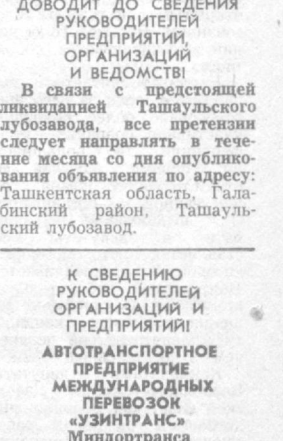 ДОВОДИТ ДО СВЕДЕНИЯ
РУКОВОДИТЕЛЕЙ
ПРЕДПРИЯТИЙ,
ОРГАНИЗАЦИЙ
И ВЕДОМСТВ!
В связи с предстоящей
ликвидацией Ташаульского
лубозавода, все претензии
следует направлять в тече-
ние месяца со дня опублико-
вания объявления по адресу:
Ташкентская область, Гала-
бинский район, Ташауль-
ский лубозавод.
К СВЕДЕНИЮ
РУКОВОДИТЕЛЕЙ
ОРГАНИЗАЦИЙ И
ПРЕДПРИЯТИЙ!
АВТОТРАНСПОРТНОЕ
ПРЕДПРИЯТИЕ
МЕЖДУНАРОДНЫХ
ПЕРЕВОЗОК
«УЗИНТРАНС»
Миндортранса